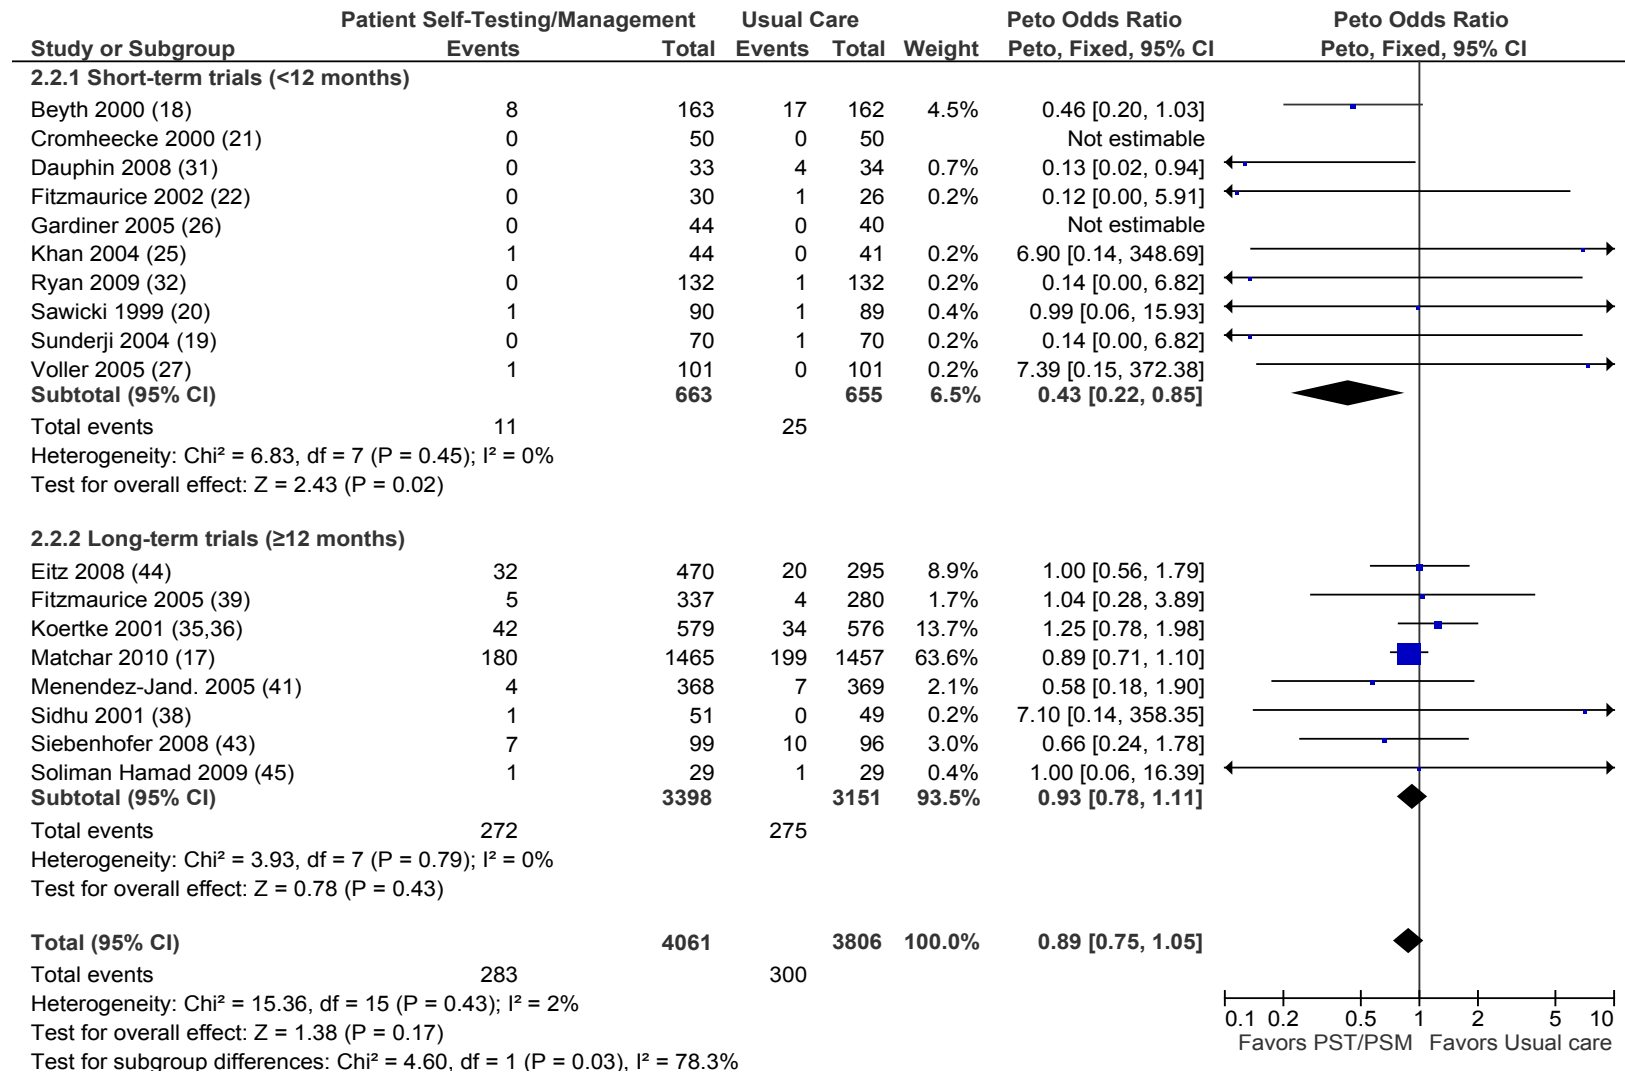 Patient Self-Testing/Management Usual Care Peto Odds Ratio Peto Odds Ratio
Study or Subgroup Events Total Events Total Weight Peto, Fixed, 95% CI Peto, Fixed, 95% CI
2.2.1 Short-term trials (<12 months)
Beyth 2000 (18) 8 163 17 162 4.5% 0.46 [0.20, 1.03]
Cromheecke 2000 (21) 0 50 0 50 Not estimable
Dauphin 2008 (31) 0 33 4 34 0.7% 0.13 [0.02, 0.94]
Fitzmaurice 2002 (22) 0 30 1 26 0.2% 0.12 [0.00, 5.91]
Gardiner 2005 (26) 0 44 0 40 Not estimable
Khan 2004 (25) 1 44 0 41 0.2% 6.90 [0.14, 348.69]
Ryan 2009 (32) 0 132 1 132 0.2% 0.14 [0.00, 6.82]
Sawicki 1999 (20) 1 90 1 89 0.4% 0.99 [0.06, 15.93]
Sunderji 2004 (19) 0 70 1 70 0.2% 0.14 [0.00, 6.82]
Voller 2005 (27) 1 101 0 101 0.2% 7.39 [0.15, 372.38]
Subtotal (95% CI) 663 655 6.5% 0.43 [0.22, 0.85]
Total events 11 25
Heterogeneity: Chi² = 6.83, df = 7 (P = 0.45); I² = 0%
Test for overall effect: Z = 2.43 (P = 0.02)
2.2.2 Long-term trials (≥12 months)
Eitz 2008 (44) 32 470 20 295 8.9% 1.00 [0.56, 1.79]
Fitzmaurice 2005 (39) 5 337 4 280 1.7% 1.04 [0.28, 3.89]
Koertke 2001 (35,36) 42 579 34 576 13.7% 1.25 [0.78, 1.98]
Matchar 2010 (17) 180 1465 199 1457 63.6% 0.89 [0.71, 1.10]
Menendez-Jand. 2005 (41) 4 368 7 369 2.1% 0.58 [0.18, 1.90]
Sidhu 2001 (38) 1 51 0 49 0.2% 7.10 [0.14, 358.35]
Siebenhofer 2008 (43) 7 99 10 96 3.0% 0.66 [0.24, 1.78]
Soliman Hamad 2009 (45) 1 29 1 29 0.4% 1.00 [0.06, 16.39]
Subtotal (95% CI) 3398 3151 93.5% 0.93 [0.78, 1.11]
Total events 272 275
Heterogeneity: Chi² = 3.93, df = 7 (P = 0.79); I² = 0%
Test for overall effect: Z = 0.78 (P = 0.43)
Total (95% CI) 4061 3806 100.0% 0.89 [0.75, 1.05]
Total events 283 300
Heterogeneity: Chi² = 15.36, df = 15 (P = 0.43); I² = 2%
Test for overall effect: Z = 1.38 (P = 0.17)
Test for subgroup differences: Chi² = 4.60, df = 1 (P = 0.03), I² = 78.3%
0.1 0.2 0.5 1 2 5 10
Favors PST/PSM Favors Usual care